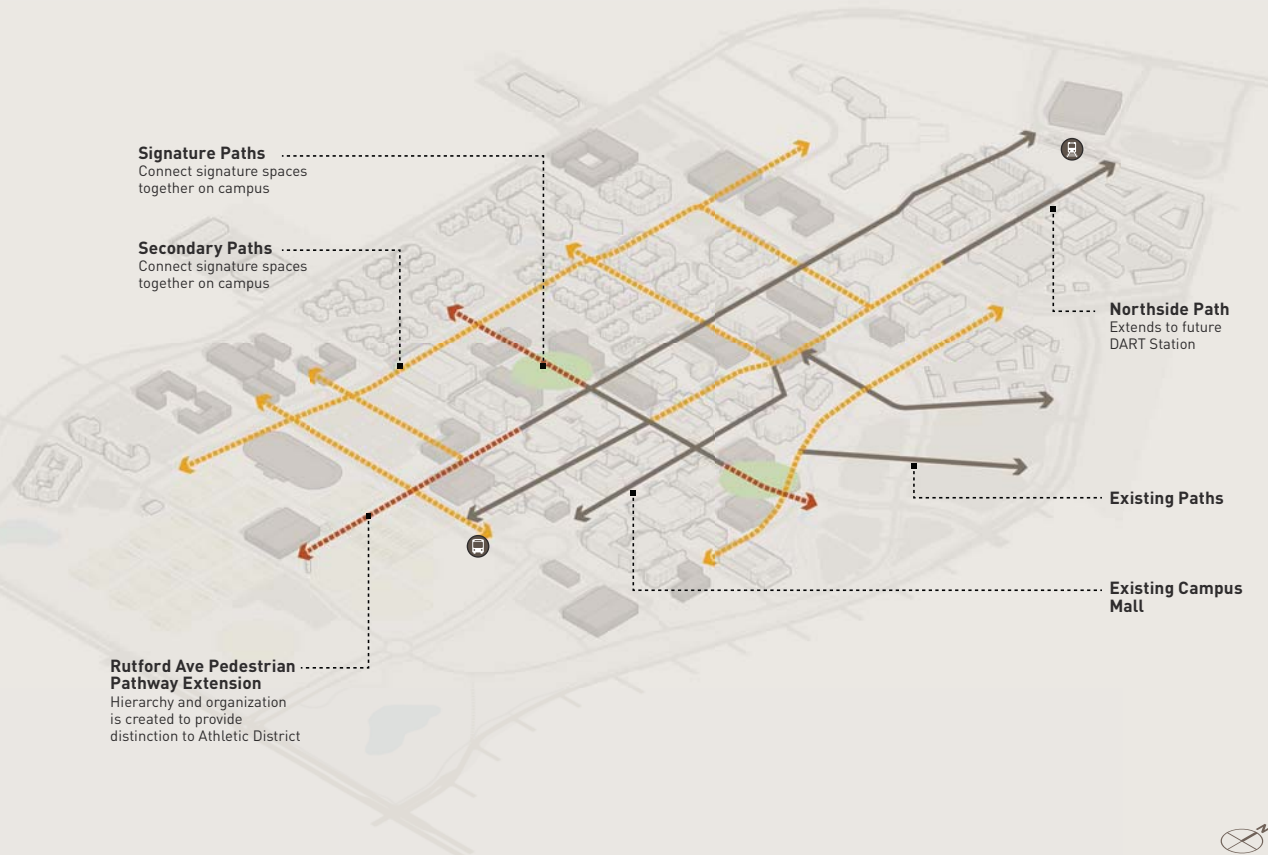 Signature Paths
Connect signature spaces
together on campus
Secondary Paths
Connect signature spaces
together on campus
Northside Path
Extends to future
DART Station
Existing Paths
Existing Campus
Mall
Rutford Ave Pedestrian
Pathway Extension
Hierarchy and organization
is created to provide
distinction to Athletic District
N